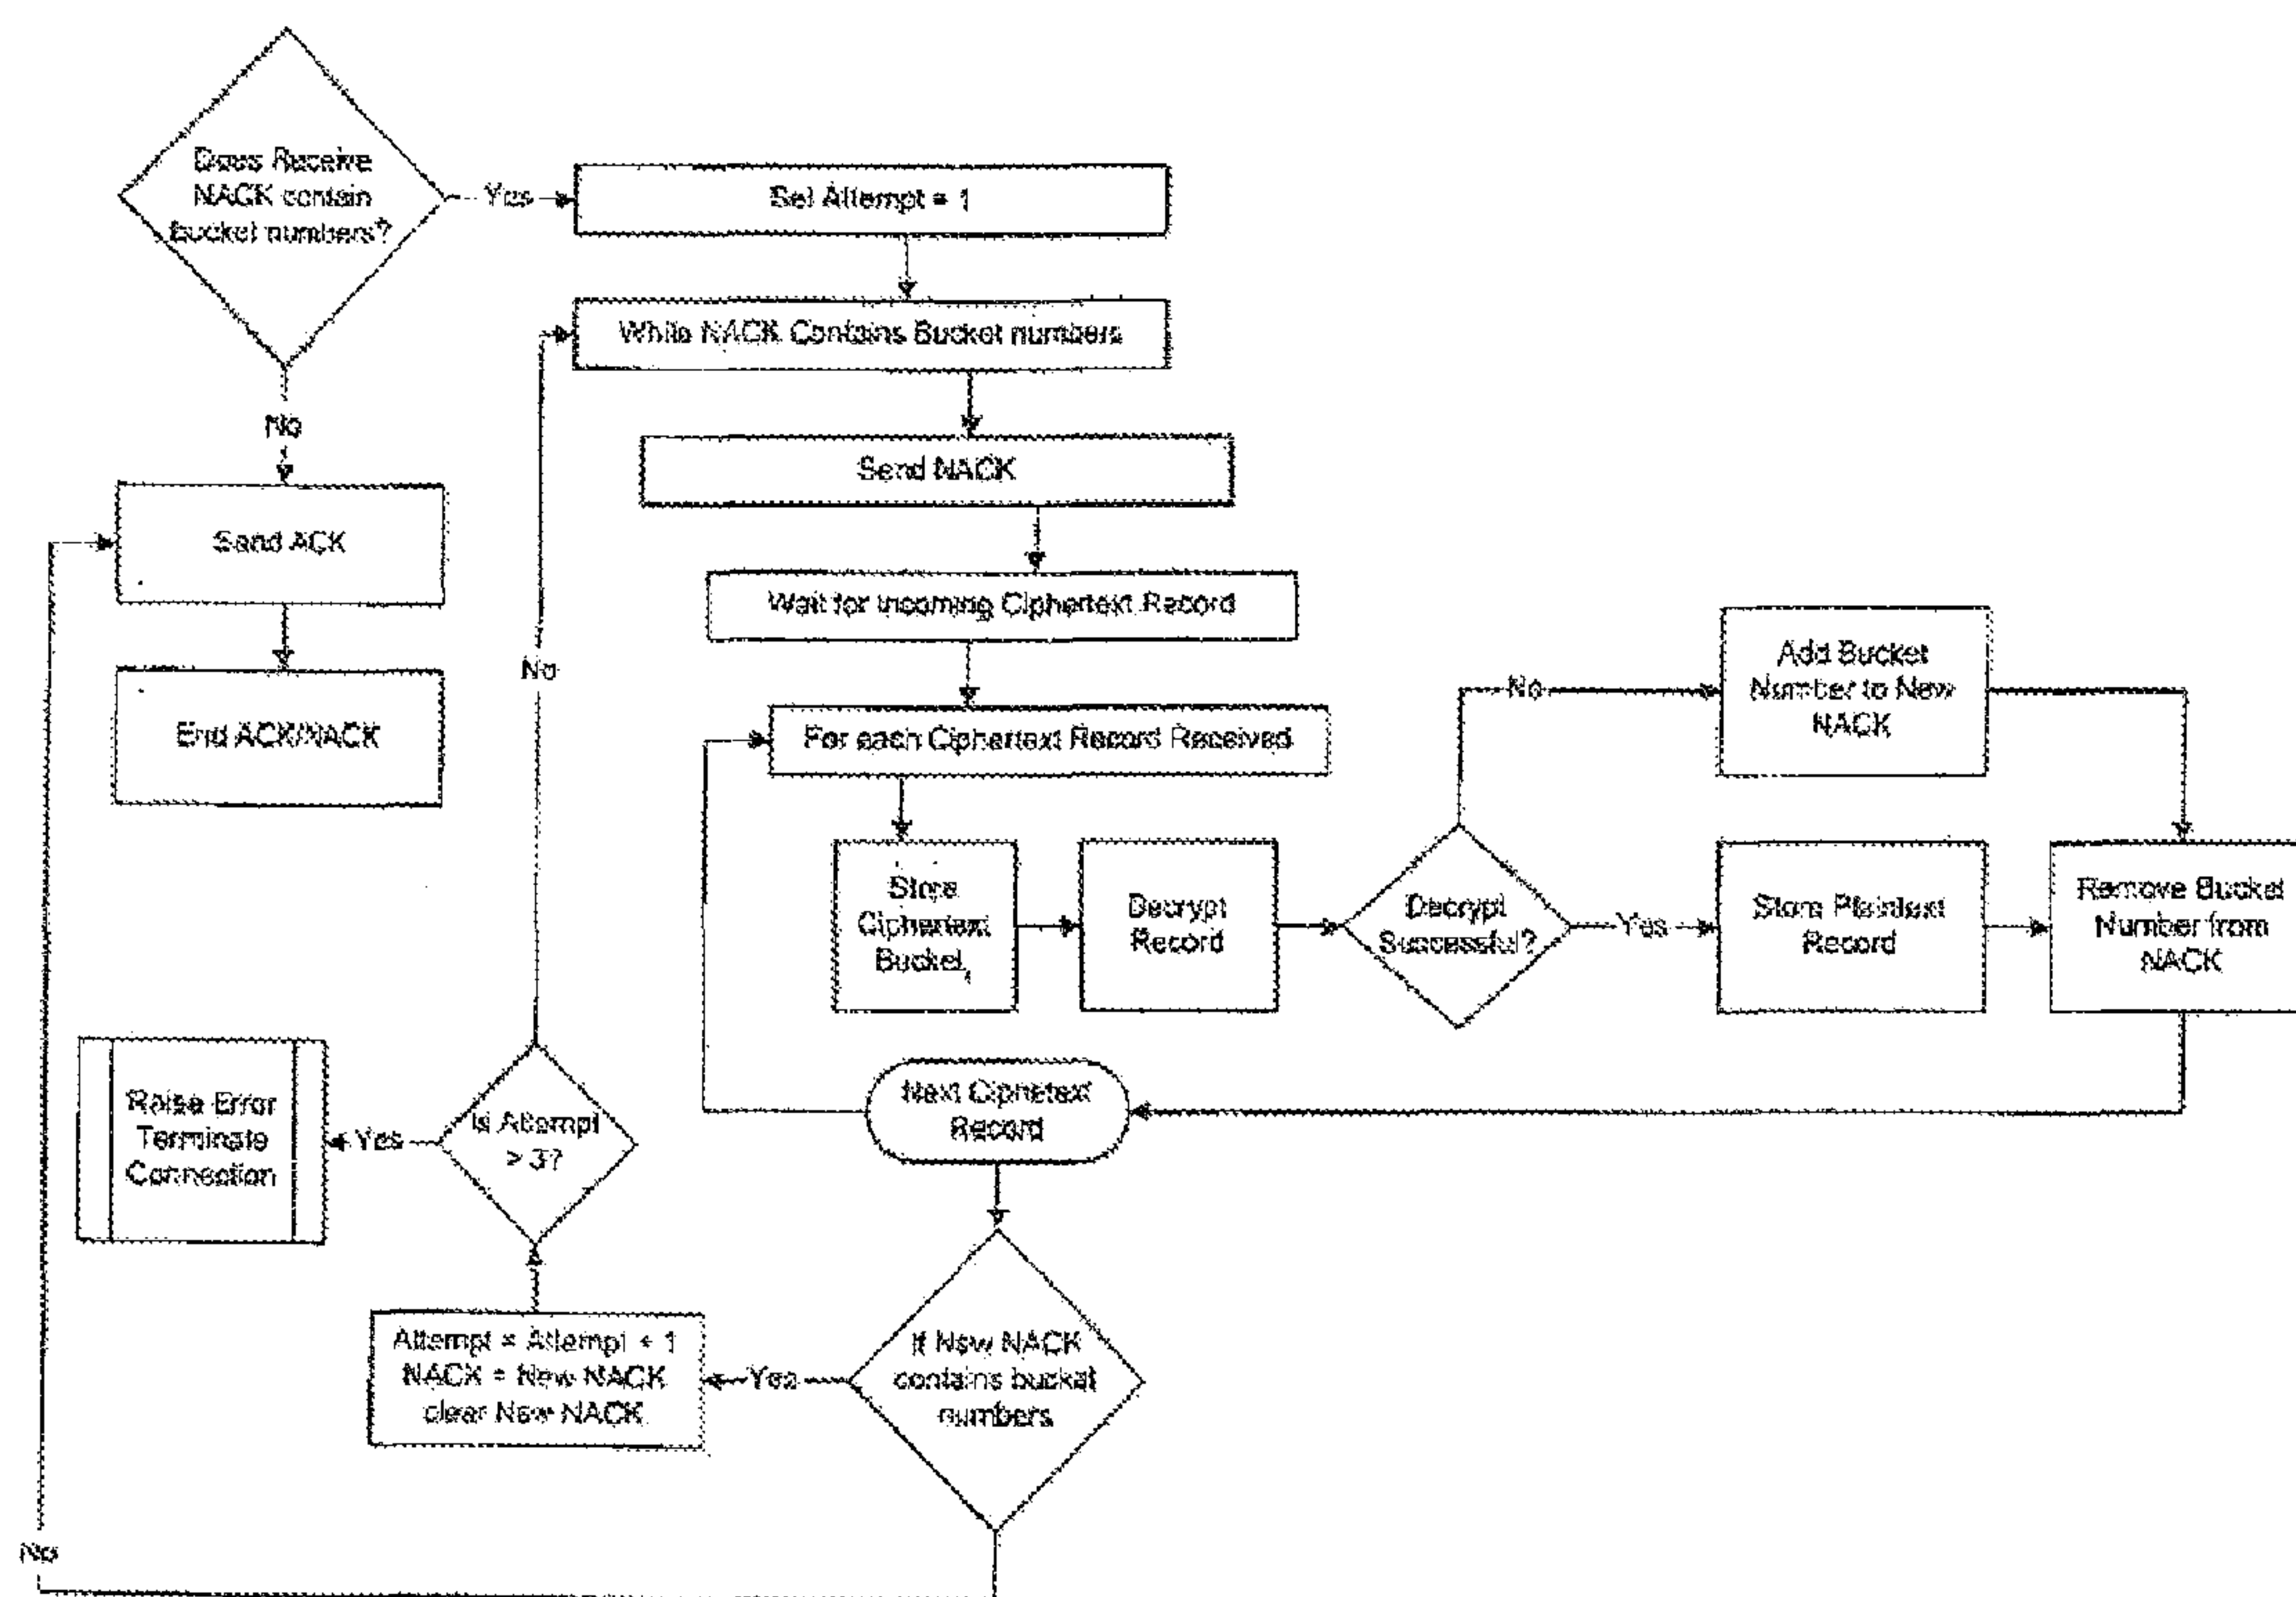 Does Receive
NACK contain
bucket numbers?
Yes
Set Attempt = 1
While NACK Contains Bucket numbers
No
Send NACK
Send ACK
Wait for incoming Ciphertext Record
No
End ACK/NACK
For each Ciphertext Record Received
No
Add Bucket
Number to New
NACK
Store
Ciphertext
Bucket,
Decrypt
Record
Decrypt
Successful?
Yes
Store Plaintext
Record
Remove Bucket
Number from
NACK
Next Ciphetext
Record
Raise Error
Terminate
Connection
Yes
Is Attempt
> 3?
Attempt = Attempt + 1
NACK = New NACK
clear New NACK
Yes
If New NACK
contains bucket
numbers
No